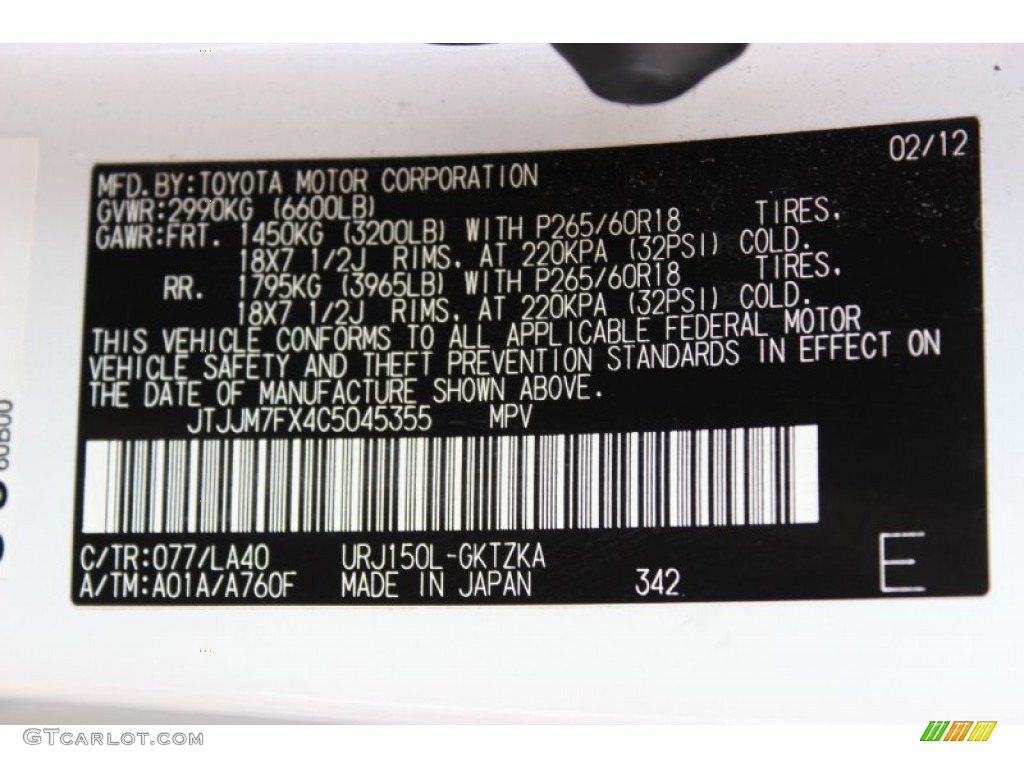 02/12
MFD.BY:TOYOTA MOTOR CORPORATION
GVWR:2990KG (6600LB)
GAWR:FRT. 1450KG (3200LB) WITH P265/60R18 TIRES.
18X7 1/2J RIMS. AT 220KPA (32PSI) COLD.
RR. 1795KG (3965LB) WITH P265/60R18 TIRES.
18X7 1/2J RIMS. AT 220KPA (32PSI) COLD.
THIS VEHICLE CONFORMS TO ALL APPLICABLE FEDERAL MOTOR
VEHICLE SAFETY AND THEFT PREVENTION STANDARDS IN EFFECT ON
THE DATE OF MANUFACTURE SHOWN ABOVE.
JTJJM7FX4C5045355 MPV
C/TR:077/LA40 URJ150L-GKTZKA
A/TM:A01A/A760F MADE IN JAPAN 342 E
60B00
GTCARLOT.COM